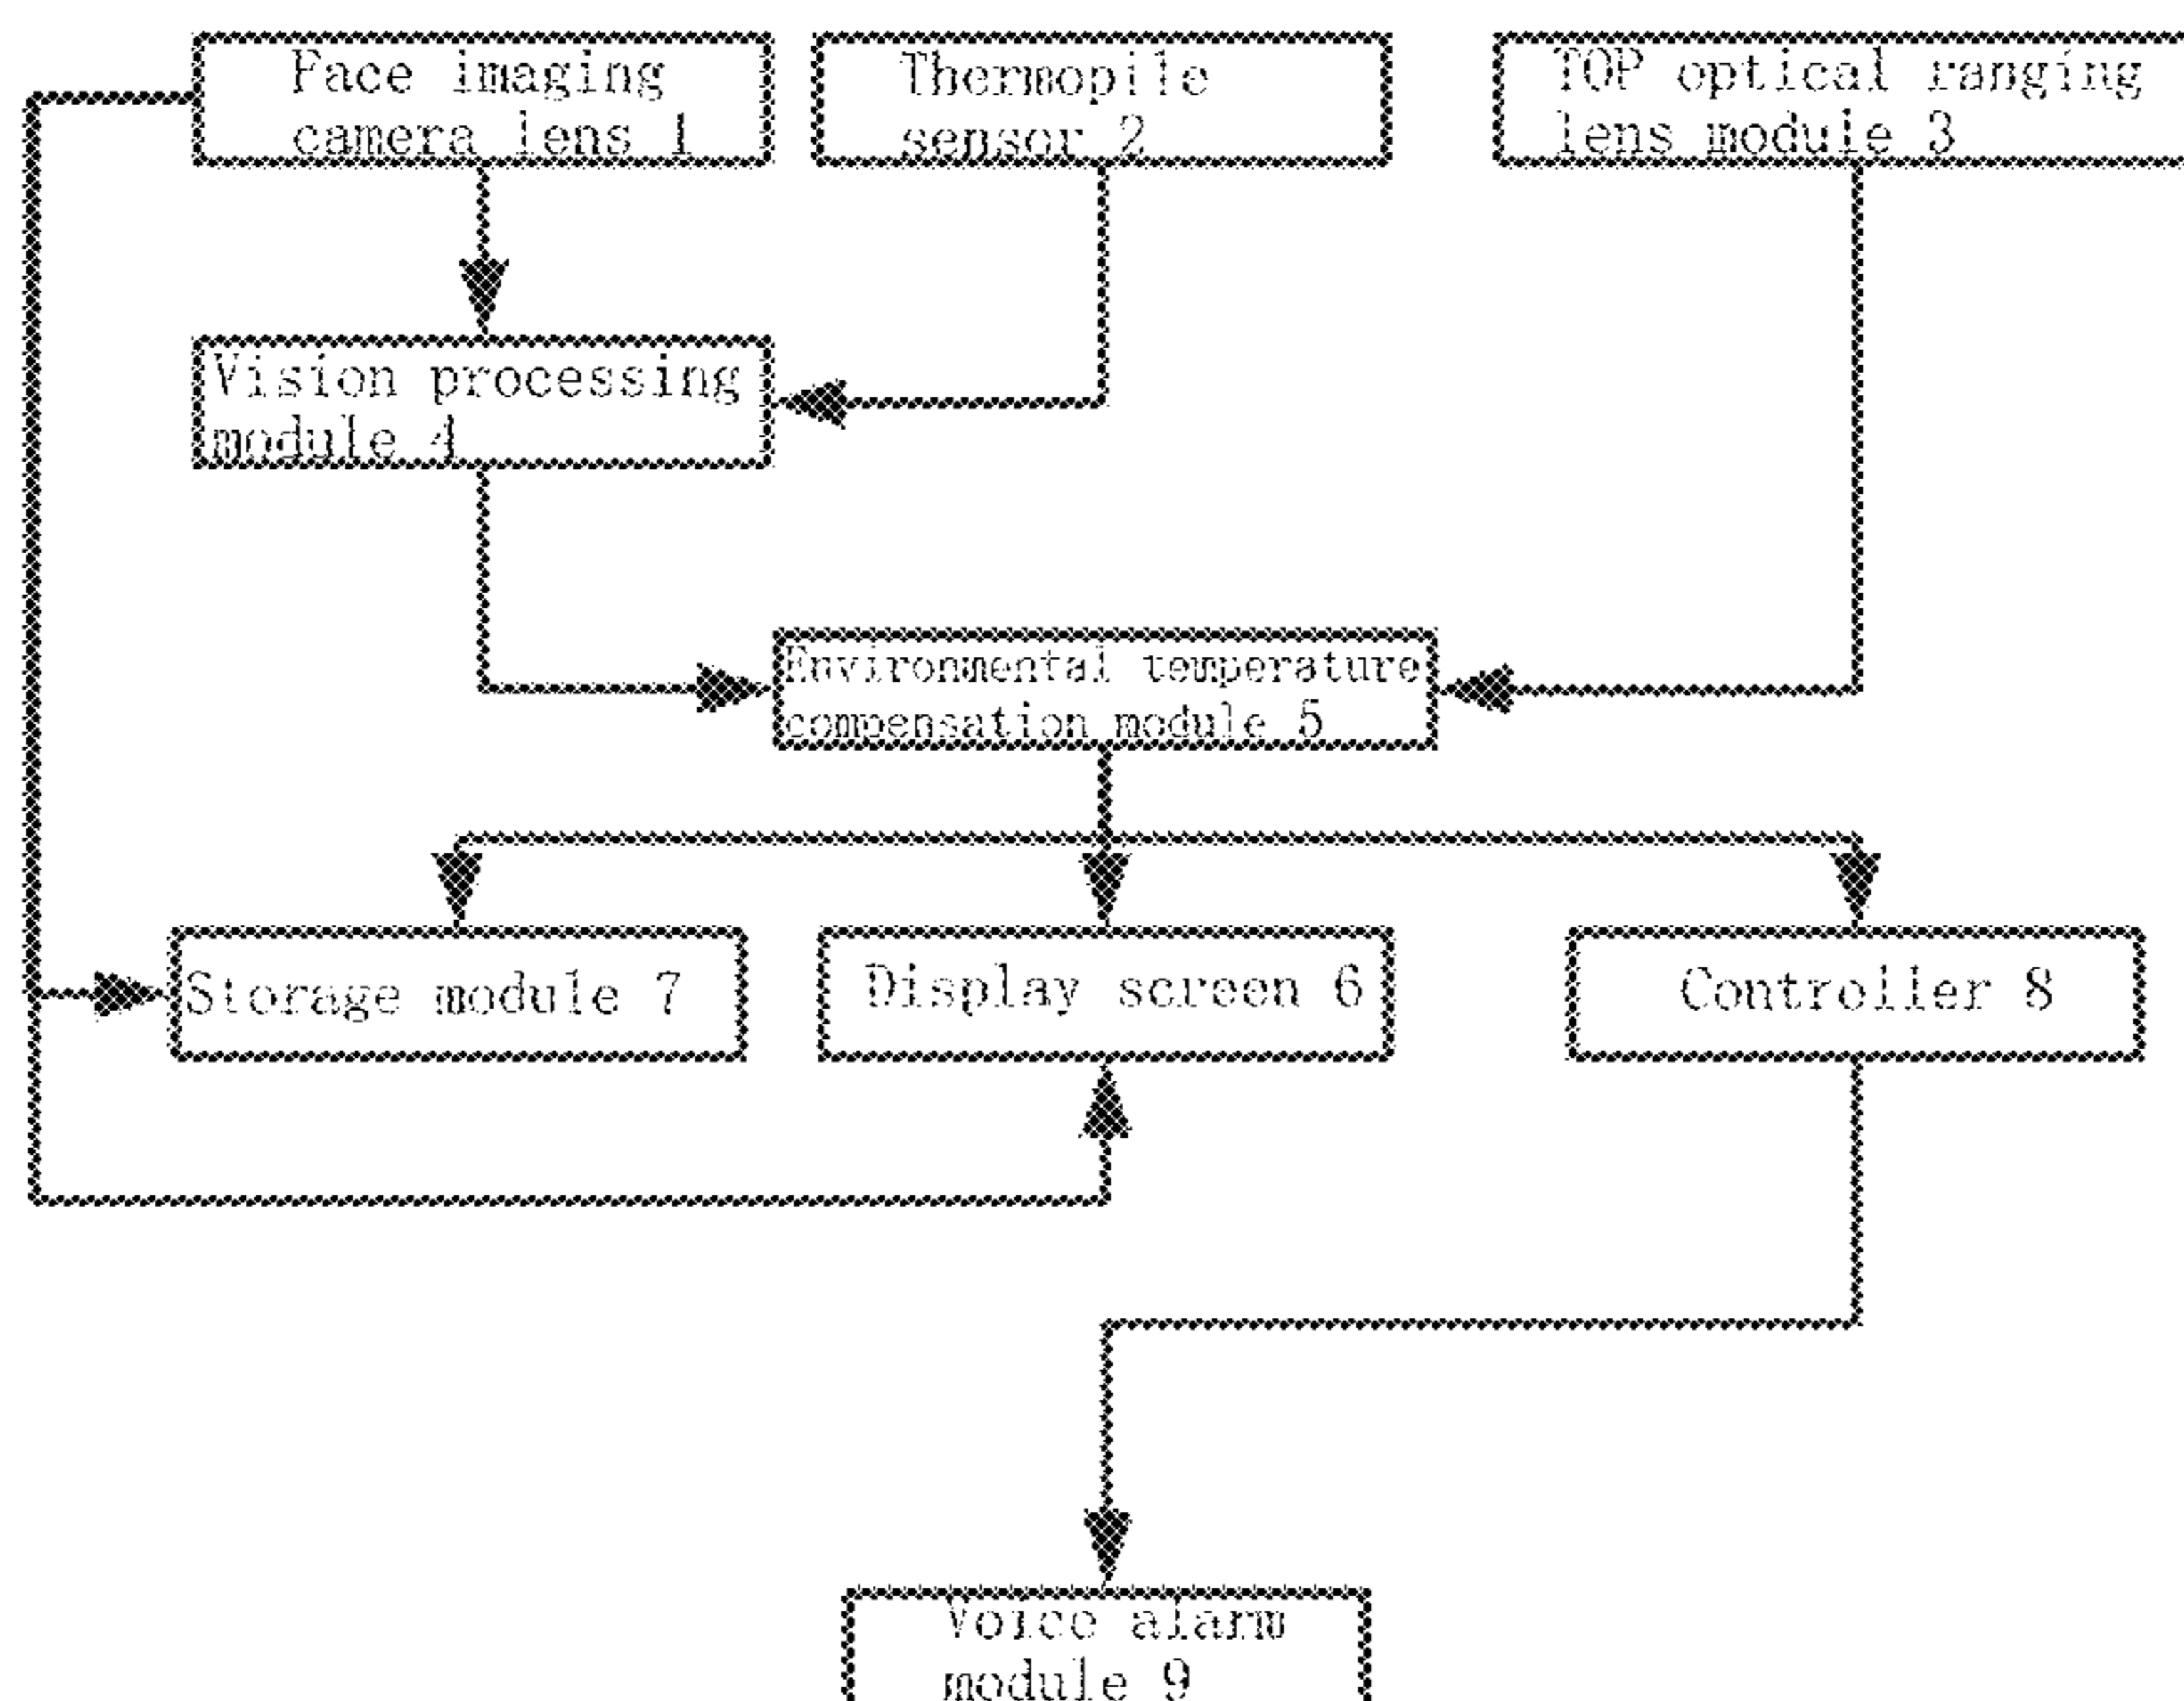 Face imaging
camera lens 1
Thermopile
sensor 2
TOP optical ranging
lens module 3
Vision processing
module 4
Environmental temperature
compensation module 5
Storage module 7
Display screen 6
Controller 8
Voice alarm
module 9